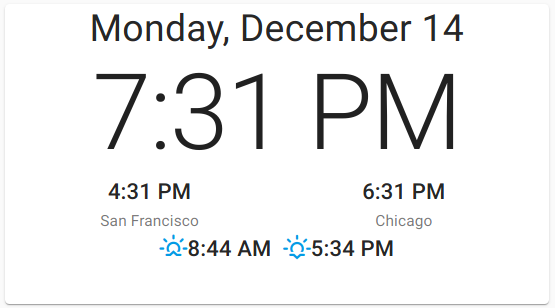 Monday, December 14
7:31 PM
4:31 PM 6:31 PM
San Francisco Chicago
8:44 AM 5:34 PM